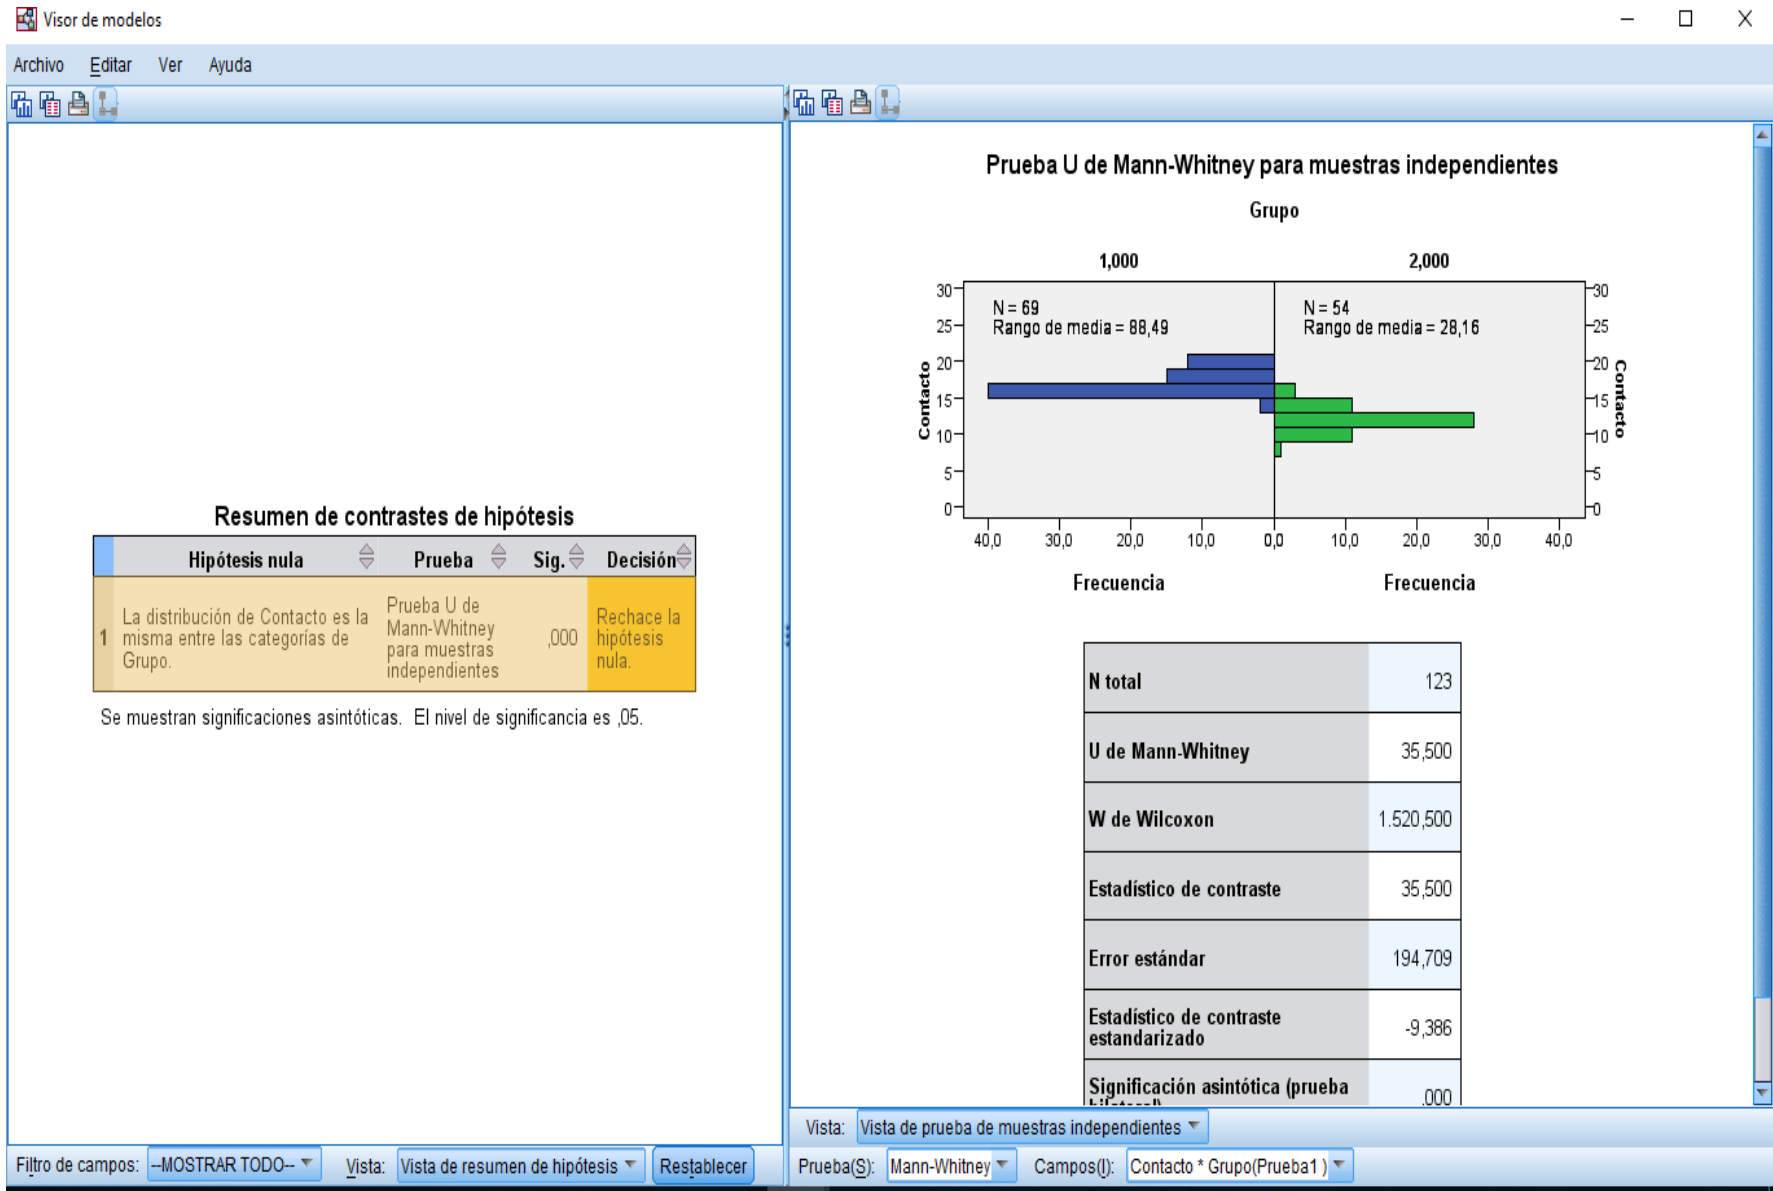 Visor de modelos
Archivo Editar Ver Ayuda
Resumen de contrastes de hipótesis
Hipótesis nula Prueba Sig. Decisión
1 La distribución de Contacto es la misma entre las categorías de Grupo.
Prueba U de Mann-Whitney para muestras independientes
,000
Rechace la hipótesis nula.
Se muestran significaciones asintóticas. El nivel de significancia es ,05.
Filtro de campos: --MOSTRAR TODO-- Vista: Vista de resumen de hipótesis Restablecer
Prueba U de Mann-Whitney para muestras independientes
Grupo
1,000 2,000
N = 69
Rango de media = 88,49
N = 54
Rango de media = 28,16
Contacto
30
25
20
15
10
5
0
30
25
20
15
10
5
0
Contacto
40,0 30,0 20,0 10,0 0,0 10,0 20,0 30,0 40,0
Frecuencia Frecuencia
N total 123
U de Mann-Whitney 35,500
W de Wilcoxon 1.520,500
Estadístico de contraste 35,500
Error estándar 194,709
Estadístico de contraste estandarizado -9,386
Significación asintótica (prueba ,000
Vista: Vista de prueba de muestras independientes
Prueba(S): Mann-Whitney Campos(I): Contacto * Grupo(Prueba1 )